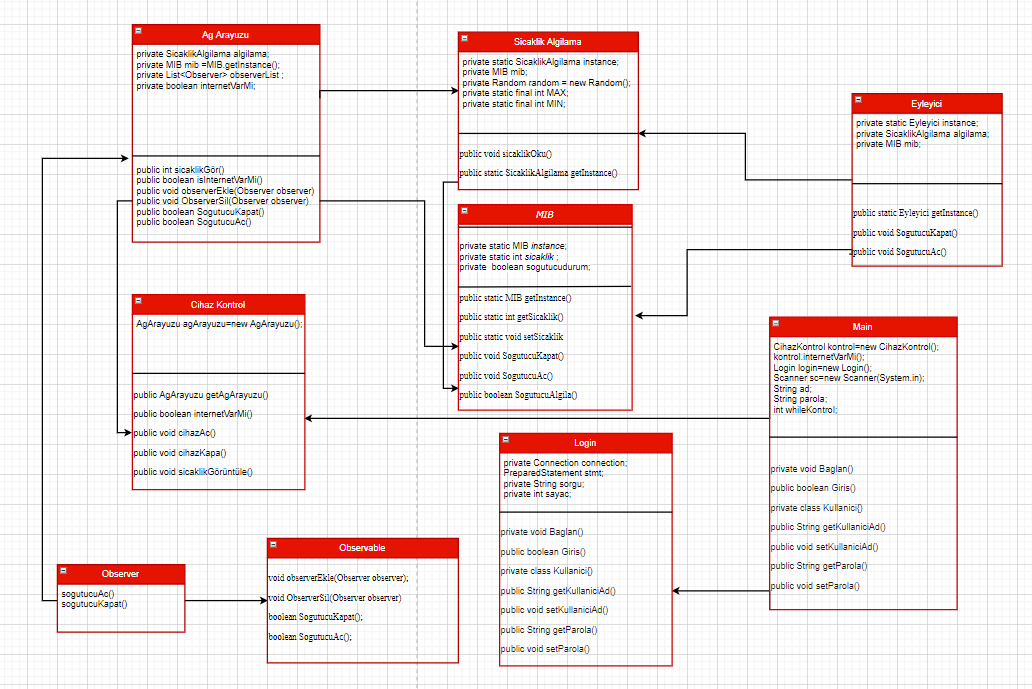 Ag Arayuzu
private SicaklikAlgilama algilama;
private MIB mib =MIB.getInstance();
private List<Observer> observerList ;
private boolean internetVarMi;
public int sicaklikGör()
public boolean isInternetVarMi()
public void observerEkle(Observer observer)
public void ObserverSil(Observer observer)
public boolean SogutucuKapat()
public boolean SogutucuAc()
Sicaklik Algilama
private static SicaklikAlgilama instance;
private MIB mib;
private Random random = new Random();
private static final int MAX;
private static final int MIN;
public void sicaklikOku()
public static SicaklikAlgilama getInstance()
Eyleyici
private static Eyleyici instance;
private SicaklikAlgilama algilama;
private MIB mib;
public static Eyleyici getInstance()
public void SogutucuKapat()
public void SogutucuAc()
MIB
private static MIB instance;
private static int sicaklik ;
private boolean sogutucudurum;
public static MIB getInstance()
public static int getSicaklik()
public static void setSicaklik
public void SogutucuKapat()
public void SogutucuAc()
public boolean SogutucuAlgila()
Cihaz Kontrol
AgArayuzu agArayuzu=new AgArayuzu();
public AgArayuzu getAgArayuzu()
public boolean internetVarMi()
public void cihazAc()
public void cihazKapa()
public void sicaklikGörüntüle()
Main
CihazKontrol kontrol=new CihazKontrol();
kontrol.internetVarMi();
Login login=new Login();
Scanner sc=new Scanner(System.in);
String ad;
String parola;
int whileKontrol;
private void Baglan()
public boolean Giris()
private class Kullanici{}
public String getKullaniciAd()
public void setKullaniciAd()
public String getParola()
public void setParola()
Login
private Connection connection;
PreparedStatement stmt;
private String sorgu;
private int sayac;
private void Baglan()
public boolean Giris()
private class Kullanici{}
public String getKullaniciAd()
public void setKullaniciAd()
public String getParola()
public void setParola()
Observer
sogutucuAc()
sogutucuKapat()
Observable
void observerEkle(Observer observer);
void ObserverSil(Observer observer)
boolean SogutucuKapat();
boolean SogutucuAc();